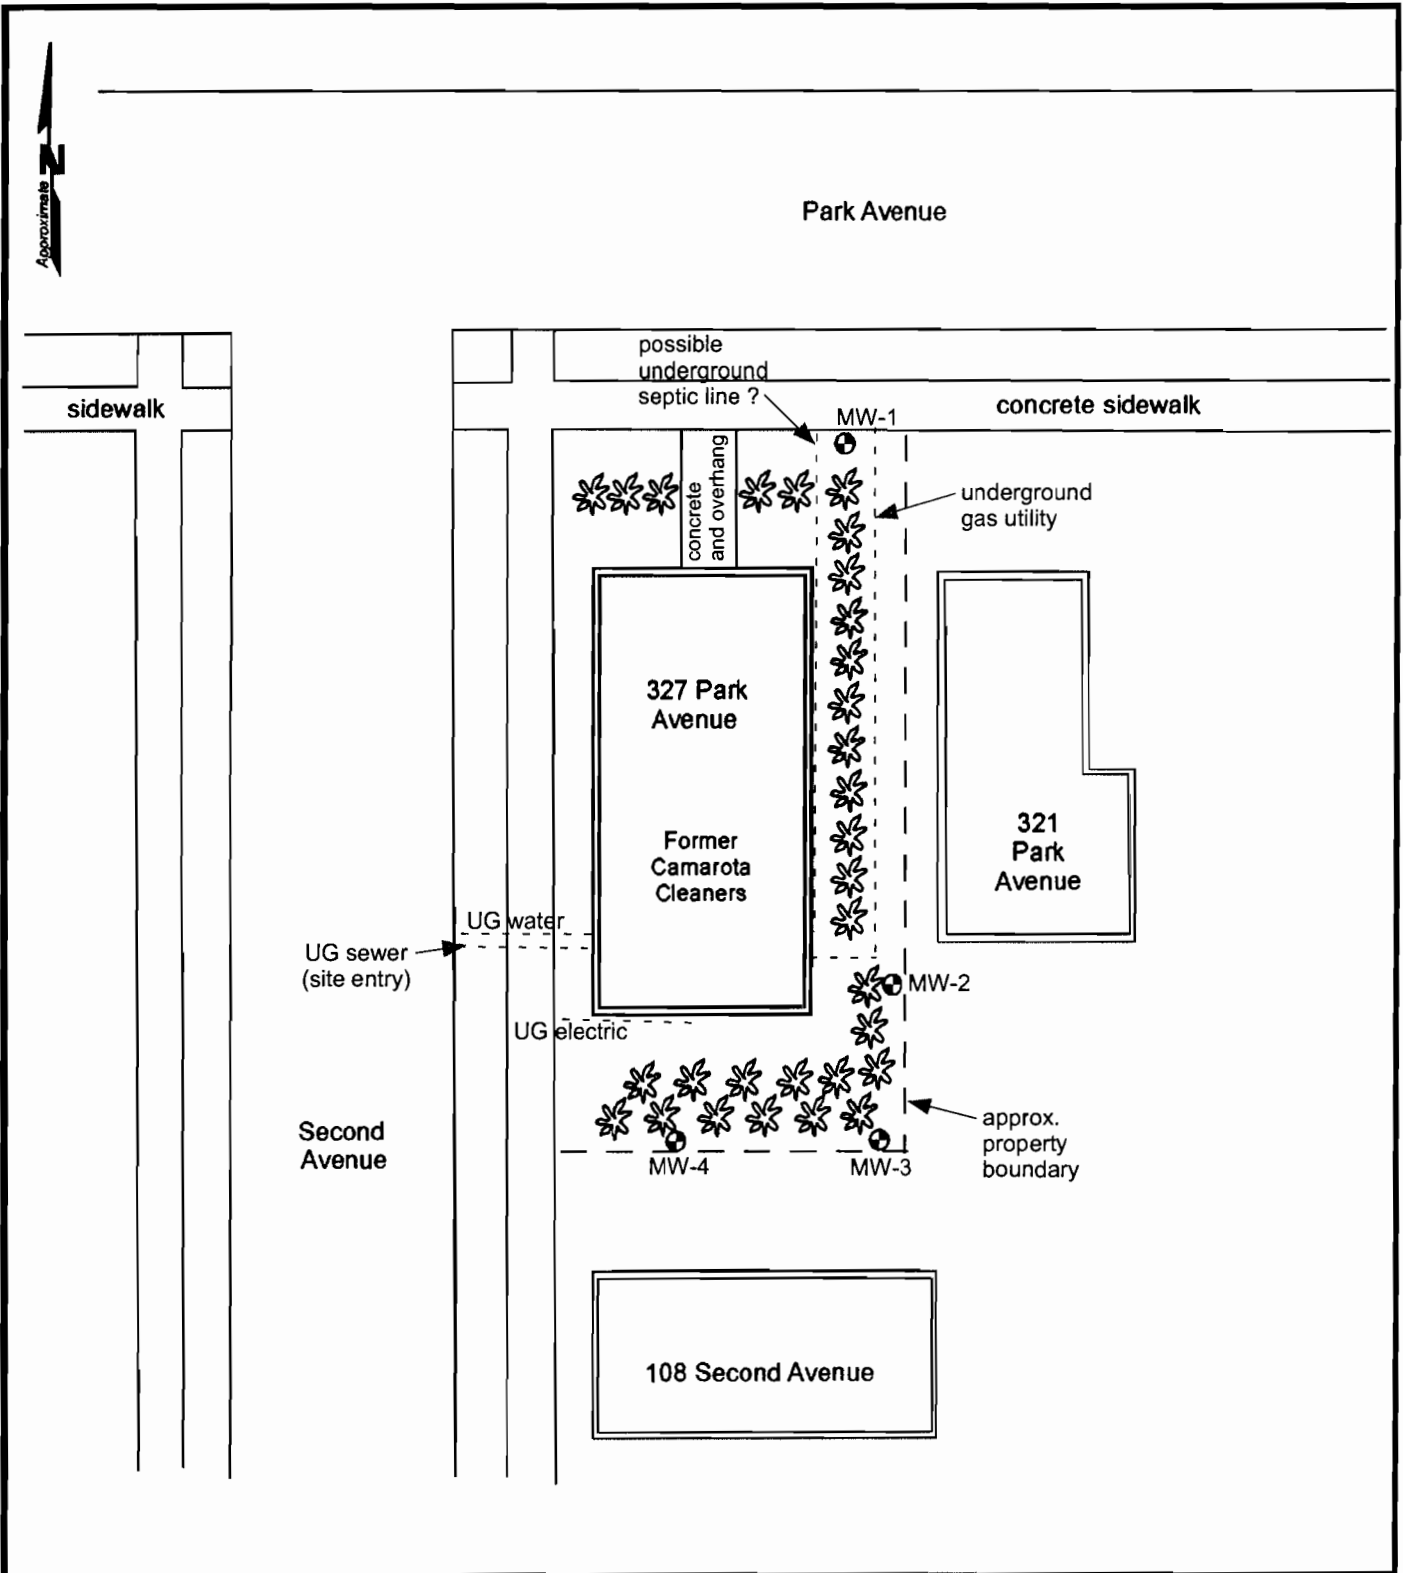 N
Approximate
Park Avenue
possible
underground
septic line ?
sidewalk
concrete sidewalk
MW-1
concrete
and overhang
underground
gas utility
327 Park
Avenue
Former
Camarota
Cleaners
321
Park
Avenue
UG water
UG sewer
(site entry)
MW-2
UG electric
Second
Avenue
approx.
property
boundary
MW-4
MW-3
108 Second Avenue